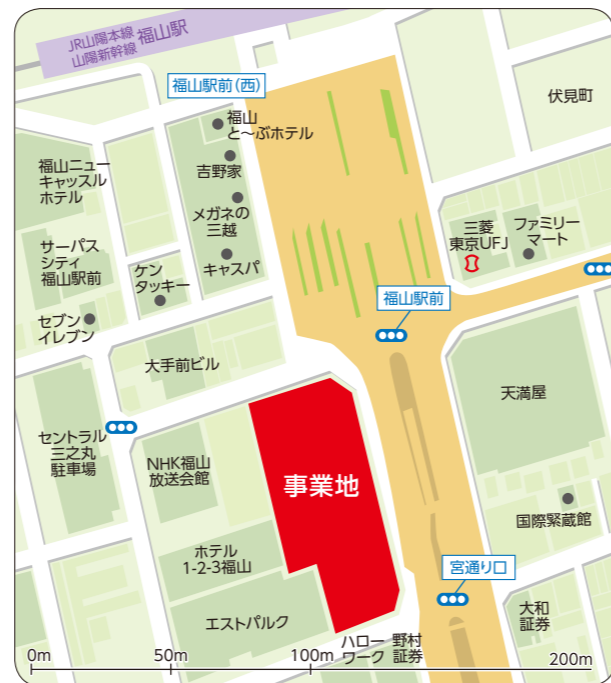 JR山陽本線
山陽新幹線
福山駅
福山駅前(西)
福山
と～ぶホテル
吉野家
メガネの
三越
キャスパ
伏見町
福山ニュー
キャッスル
ホテル
サーパス
シティ
福山駅前
ケン
タッキー
セブン
イレブン
三菱
東京UFJ
ファミリー
マート
福山駅前
大手前ビル
天満屋
セントラル
三之丸
駐車場
NHK福山
放送会館
事業地
国際緊蔵館
ホテル
1-2-3福山
宮通り口
エストパルク
大和
証券
ハロー
ワーク
野村
証券
0m
50m
100m
200m